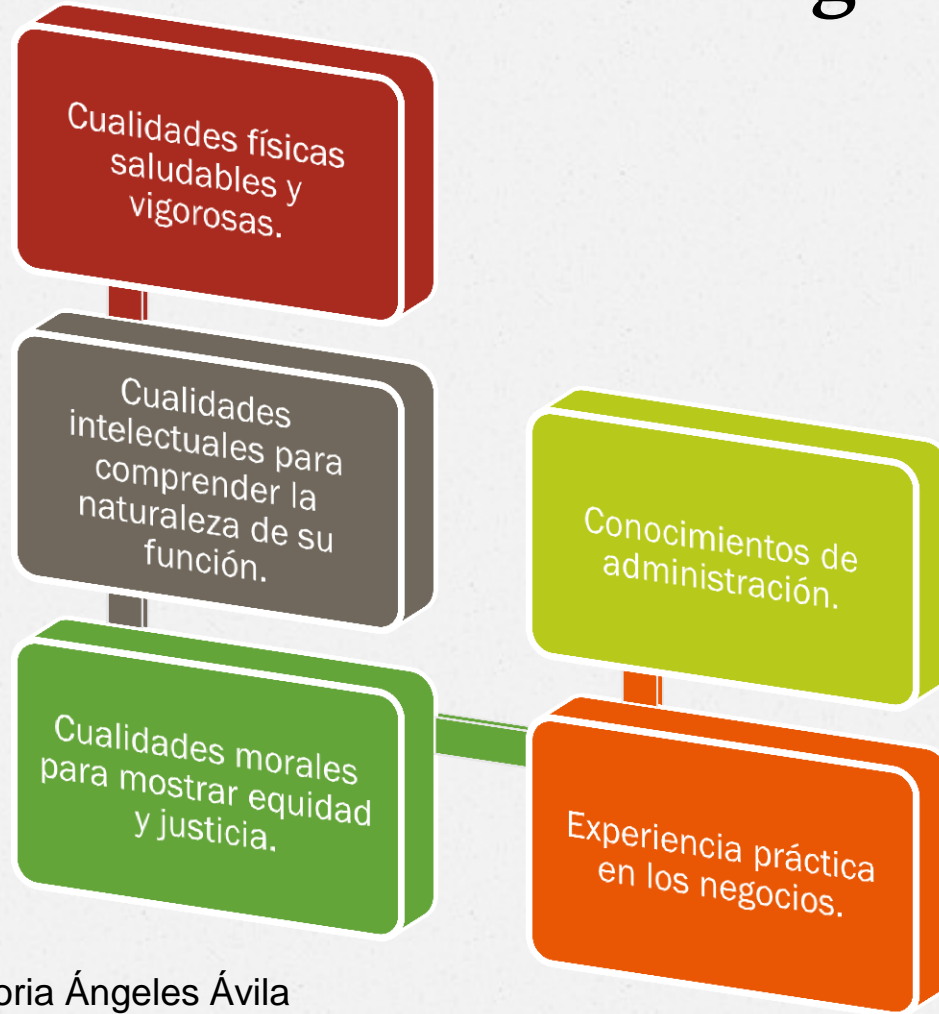 Cualidades físicas
saludables y
vigorosas.
Cualidades
intelectuales para
comprender la
naturaleza de su
función.
Cualidades morales
para mostrar equidad
y justicia.
Experiencia práctica
en los negocios.
Conocimientos de
administración.
Ángeles Ávila